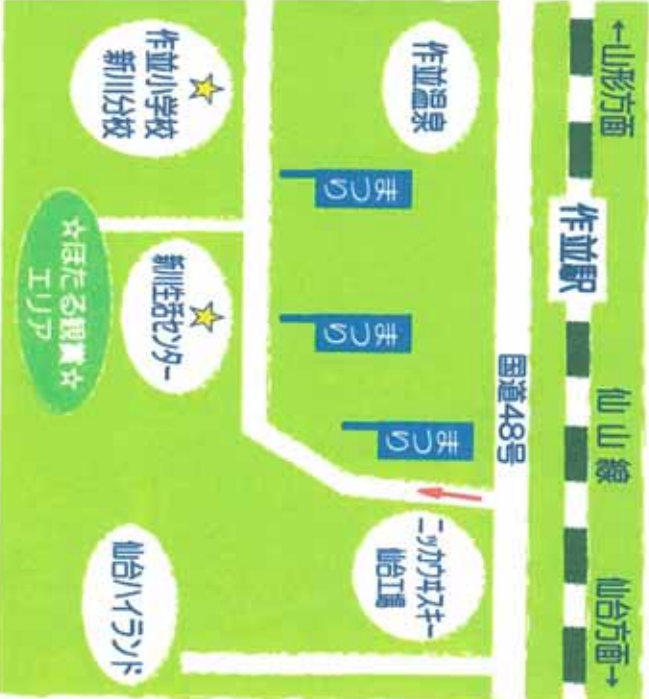 ←山形方面
仙山線
仙台方面→
作並駅
国道48号
作並温泉
まつり
まつり
まつり
ニッカウヰスキー
仙台工場
☆
作並小学校
新川分校
☆
新川生活センター
☆ほたる観賞☆
エリア
仙台ハイランド